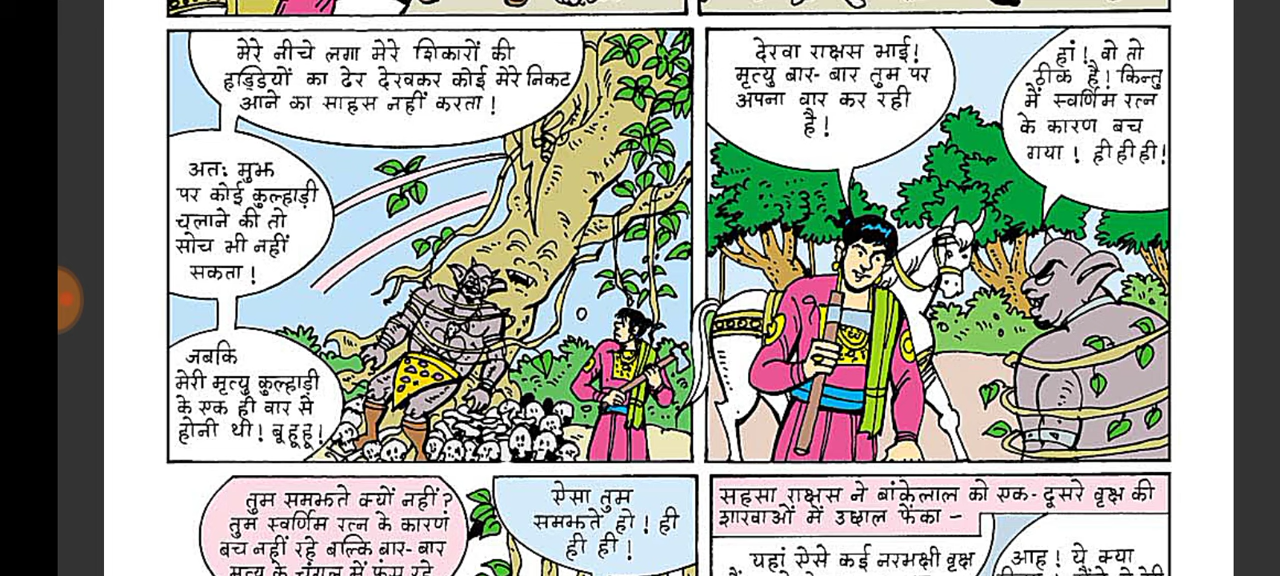 मेरे नीचे लगा मेरे शिकारों की
हड्डियों का ढेर देखकर कोई मेरे निकट
आने का साहस नहीं करता!
अतः मुझ
पर कोई कुल्हाड़ी
चलाने की तो
सोच भी नहीं
सकता!
जबकि
मेरी मृत्यु कुल्हाड़ी
के एक ही वार से
होनी थी! बूहूहू!
देखा राक्षस भाई!
मृत्यु बार-बार तुम पर
अपना वार कर रही
है!
हां! वो तो
ठीक है! किन्तु
मैं स्वर्णिम रत्न
के कारण बच
गया! हीहीही!
तुम समझते क्यों नहीं?
तुम स्वर्णिम रत्न के कारण
बच नहीं रहे बल्कि बार-बार
मृत्यु के चंगुल में फंस रहे
ऐसा तुम
समझते हो! ही
ही ही!
सहसा राक्षस ने बांकेलाल को एक-दूसरे वृक्ष की
शाखाओं में उछाल फेंका-
यहां ऐसे कई नरभक्षी वृक्ष
आह! ये क्या